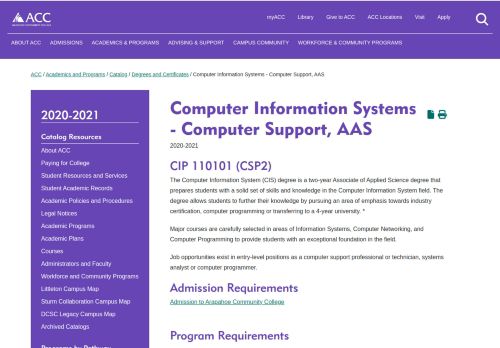 ACC
myACC Library Give to ACC ACC Locations Visit Apply
ABOUT ACC ADMISSIONS ACADEMICS & PROGRAMS ADVISING & SUPPORT CAMPUS COMMUNITY WORKFORCE & COMMUNITY PROGRAMS
ACC / Academics and Programs / Catalog / Degrees and Certificates / Computer Information Systems - Computer Support, AAS
2020-2021
Catalog Resources
About ACC
Paying for College
Student Resources and Services
Student Academic Records
Academic Policies and Procedures
Legal Notices
Academic Programs
Academic Plans
Courses
Administrators and Faculty
Workforce and Community Programs
Littleton Campus Map
Sturm Collaboration Campus Map
DCSC Legacy Campus Map
Archived Catalogs
Programs by Pathway
Computer Information Systems
- Computer Support, AAS
2020-2021
CIP 110101 (CSP2)
The Computer Information System (CIS) degree is a two-year Associate of Applied Science degree that
prepares students with a solid set of skills and knowledge in the Computer Information System field. The
degree allows students to further their knowledge by pursuing an area of emphasis towards industry
certification, computer programming or transferring to a 4-year university. *
Major courses are carefully selected in areas of Information Systems, Computer Networking, and
Computer Programming to provide students with an exceptional foundation in the field.
Job opportunities exist in entry-level positions as a computer support professional or technician, systems
analyst or computer programmer.
Admission Requirements
Admission to Arapahoe Community College
Program Requirements